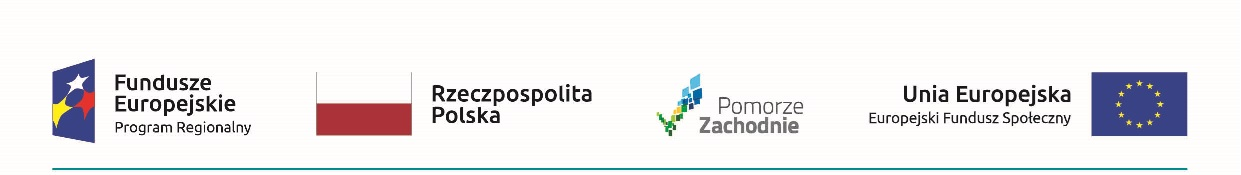 Fundusze
Europejskie
Program Regionalny
Rzeczpospolita
Polska
Pomorze
Zachodnie
Unia Europejska
Europejski Fundusz Społeczny